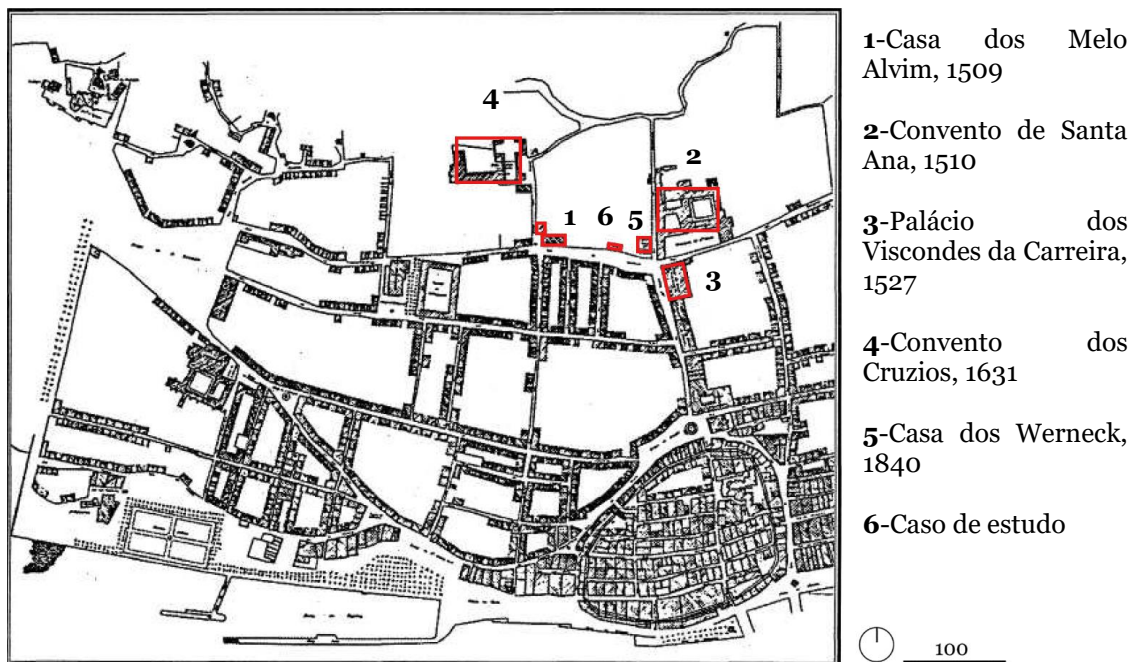 4
2
1
6
5
3
1-Casa dos Melo
Alvim, 1509
2-Convento de Santa
Ana, 1510
3-Palácio dos
Viscondes da Carreira,
1527
4-Convento dos
Cruzios, 1631
5-Casa dos Werneck,
1840
6-Caso de estudo
100